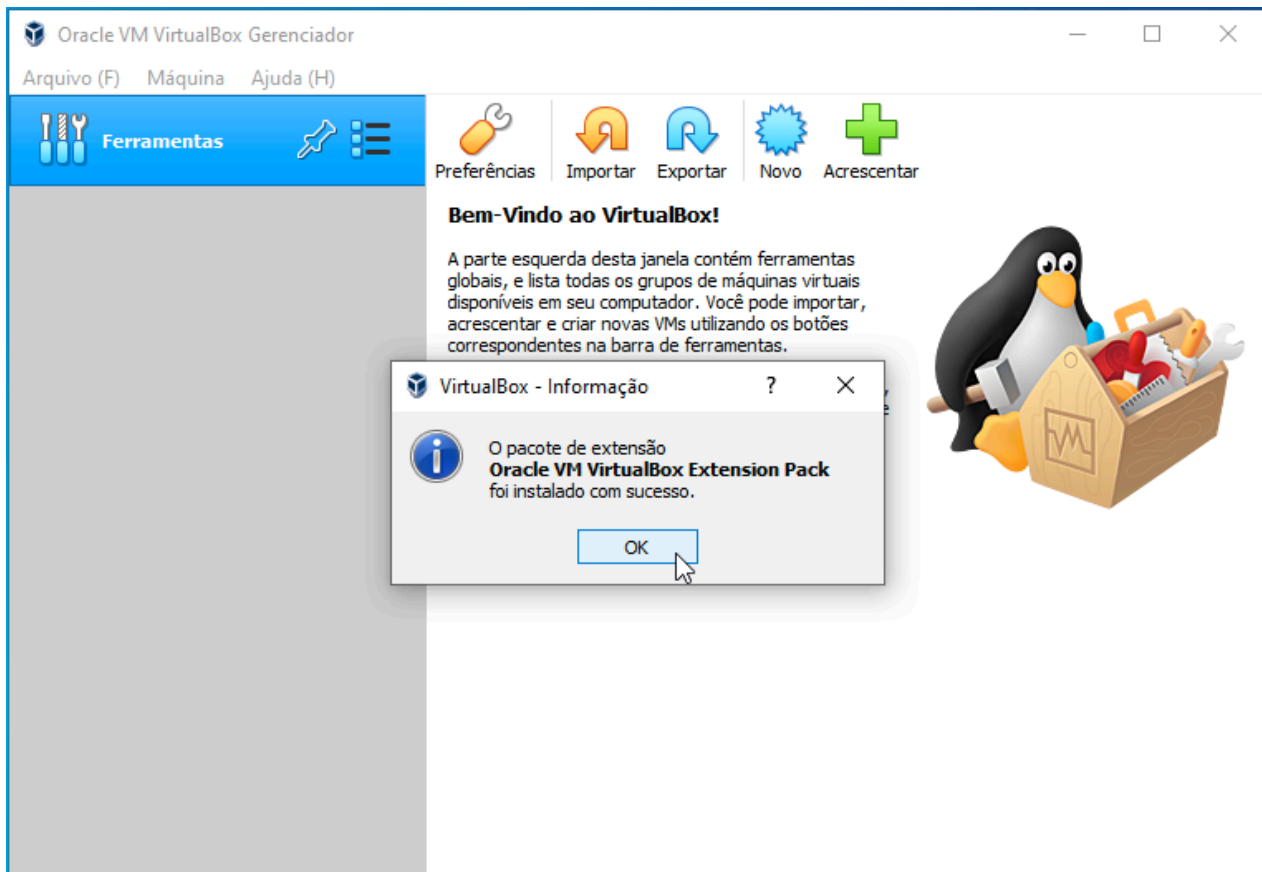 Oracle VM VirtualBox Gerenciador
Arquivo (F) Máquina Ajuda (H)
Ferramentas
Preferências Importar Exportar Novo Acrescentar
Bem-Vindo ao VirtualBox!
A parte esquerda desta janela contém ferramentas
globais, e lista todas os grupos de máquinas virtuais
disponíveis em seu computador. Você pode importar,
acrescentar e criar novas VMs utilizando os botões
correspondentes na barra de ferramentas.
VirtualBox - Informação ?
O pacote de extensão
Oracle VM VirtualBox Extension Pack
foi instalado com sucesso.
OK